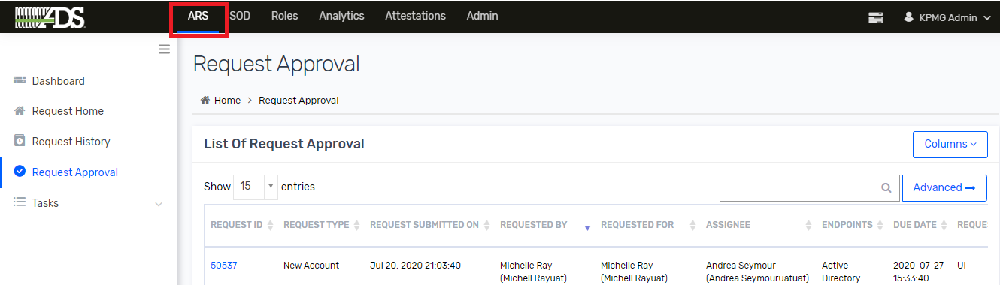 ADS
ARS SOD Roles Analytics Attestations Admin KPMG Admin
Dashboard
Request Home
Request History
Request Approval
Tasks
Request Approval
Home > Request Approval
List Of Request Approval
Columns
Show 15 entries
Advanced
REQUEST ID REQUEST TYPE REQUEST SUBMITTED ON REQUESTED BY REQUESTED FOR ASSIGNEE ENDPOINTS DUE DATE REQUE
50537 New Account Jul 20, 2020 21:03:40 Michelle Ray Michelle Ray Andrea Seymour Active 2020-07-27 UI
(Michell.Rayuat) (Michell.Rayuat) (Andrea.Seymouruatuat) Directory 15:33:40